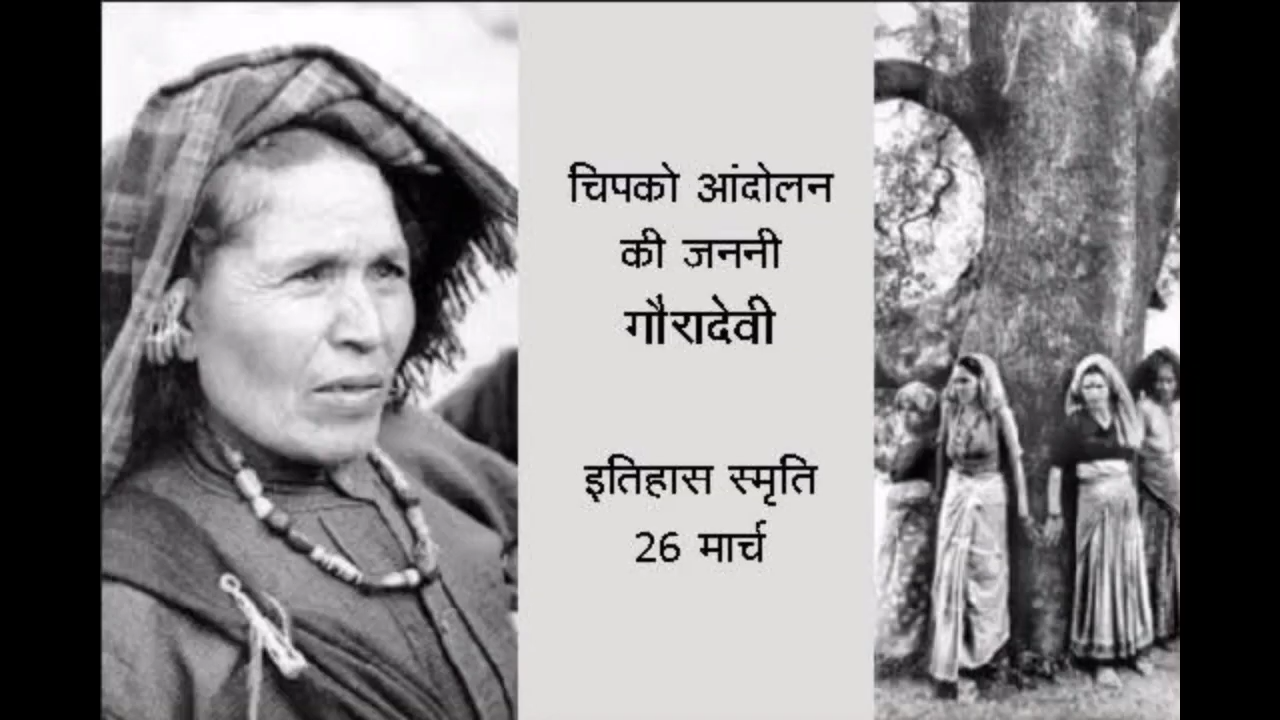 चिपको आंदोलन
की जननी
गौरादेवी
इतिहास स्मृति
26 मार्च